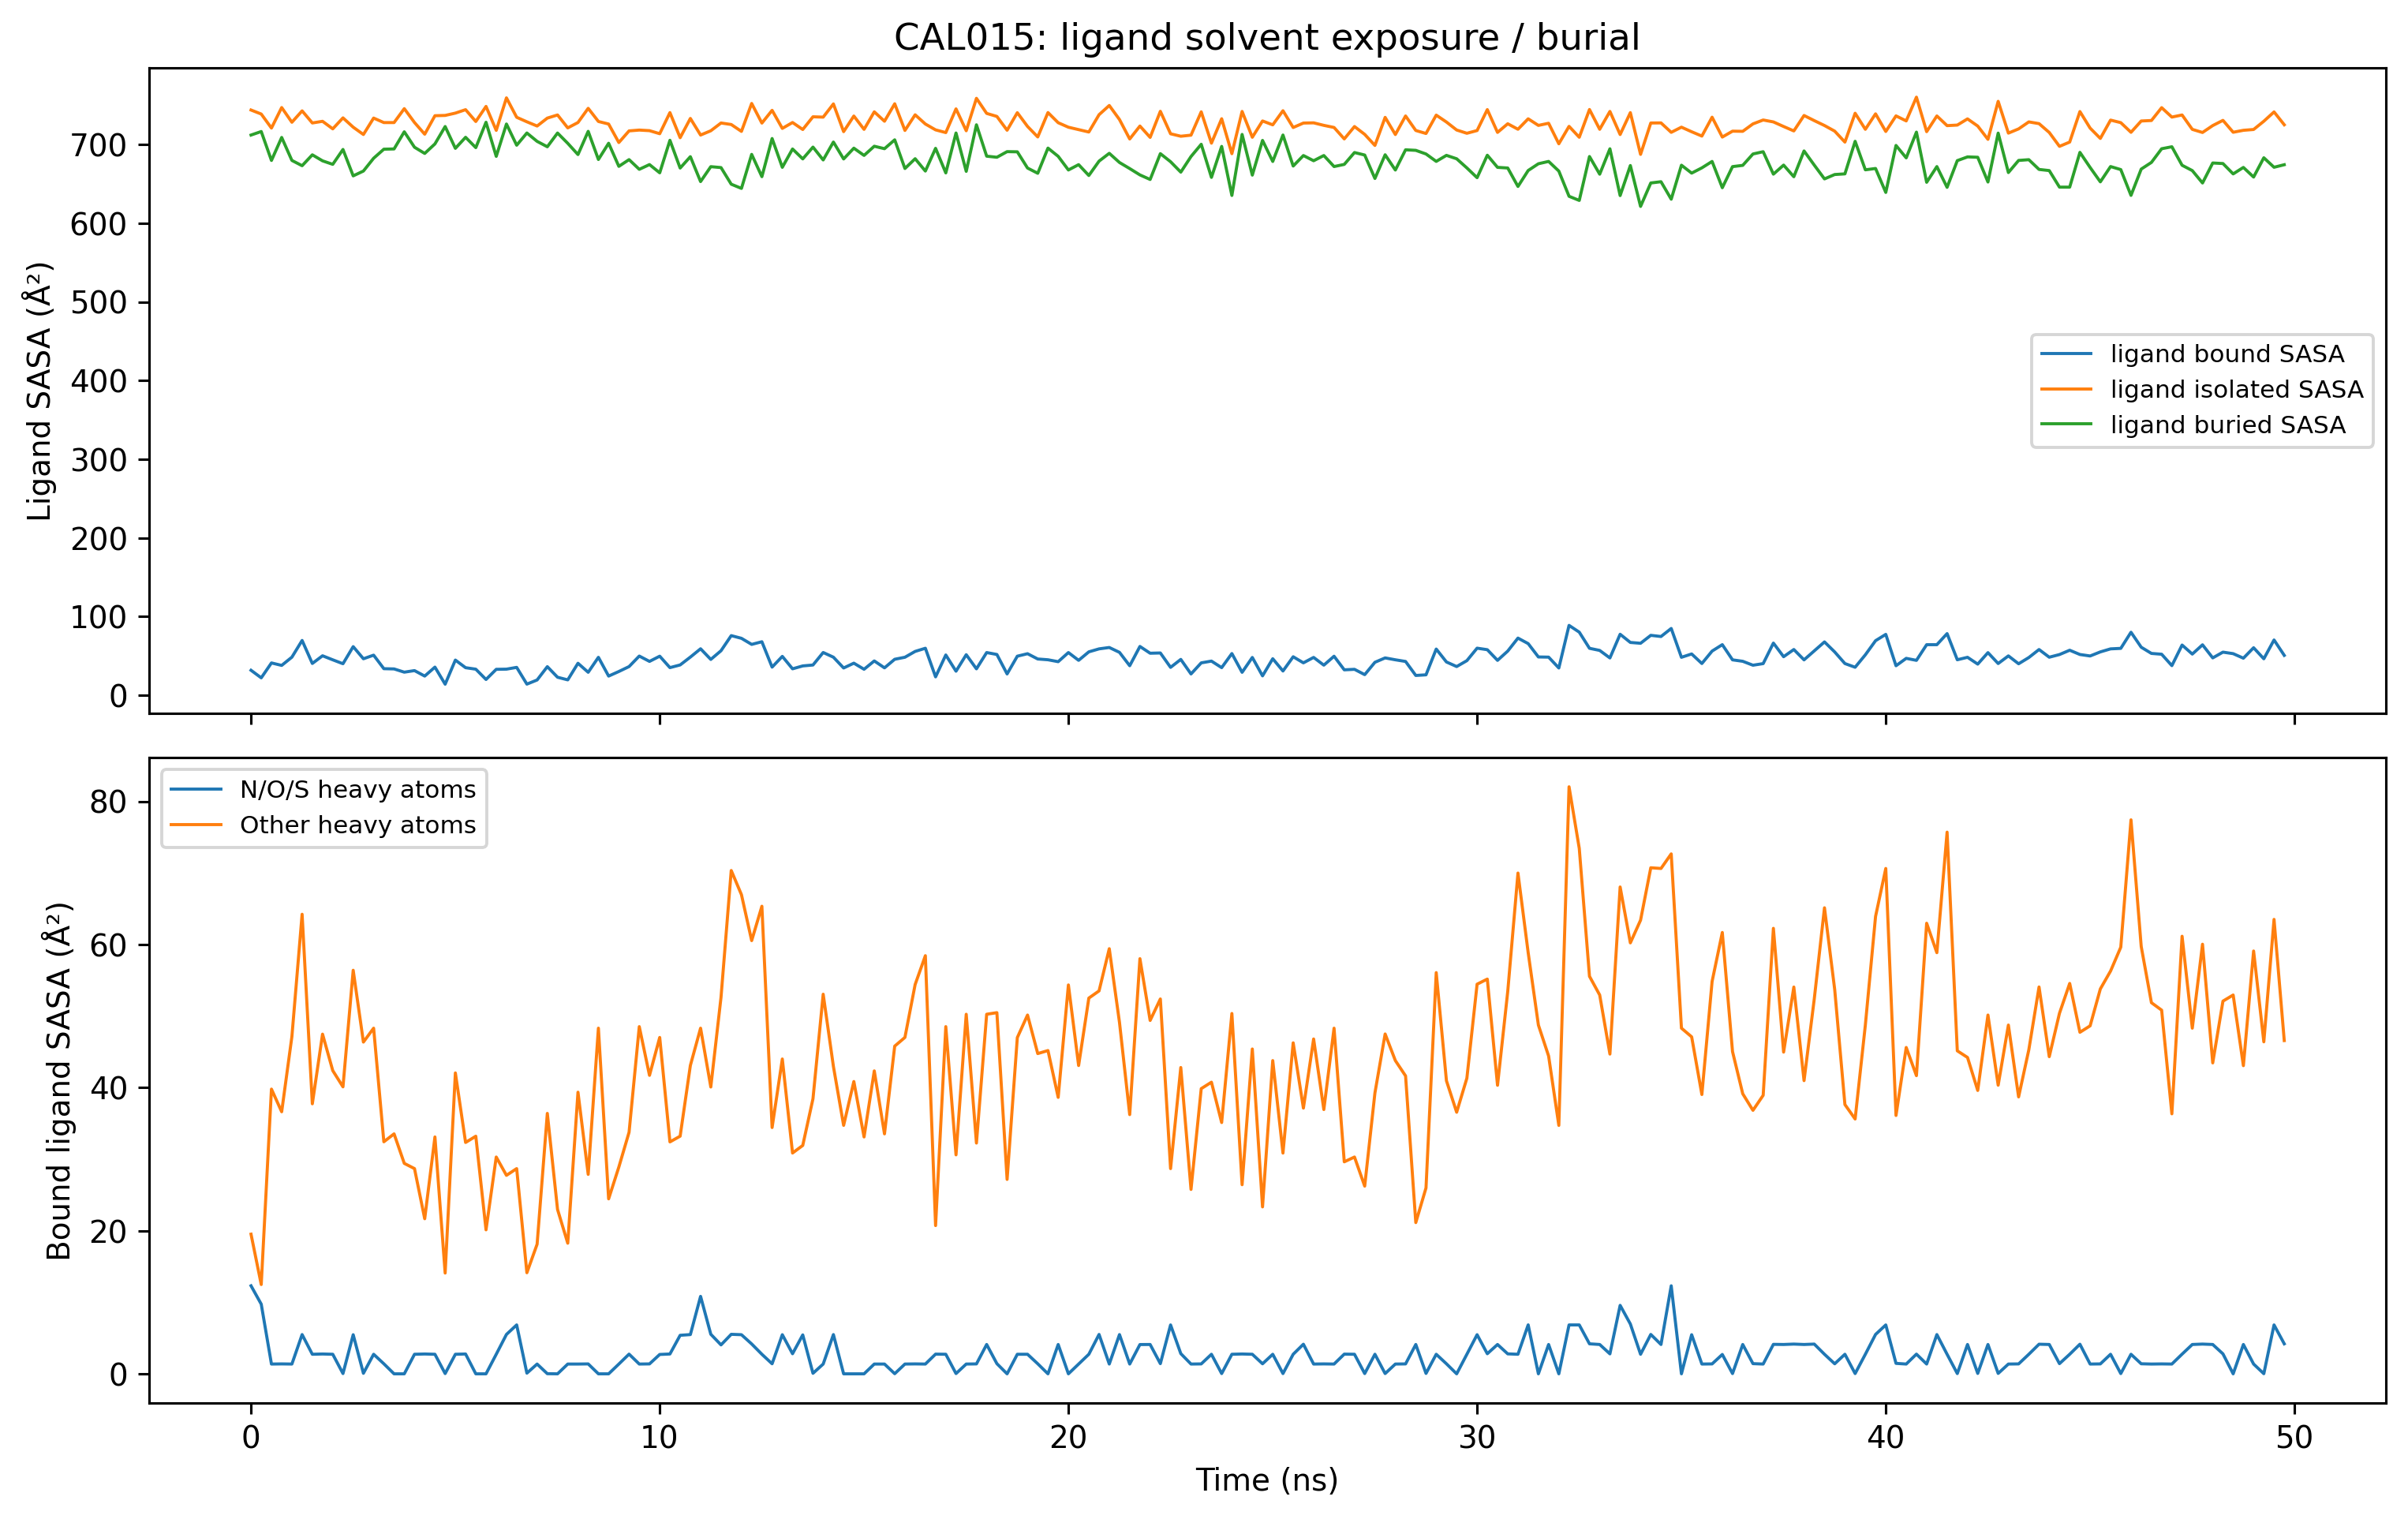 CAL015: ligand solvent exposure / burial
Ligand SASA (Å²)
700
600
500
400
300
200
100
0
ligand bound SASA
ligand isolated SASA
ligand buried SASA
Bound ligand SASA (Å²)
80
60
40
20
0
N/O/S heavy atoms
Other heavy atoms
0 10 20 30 40 50
Time (ns)